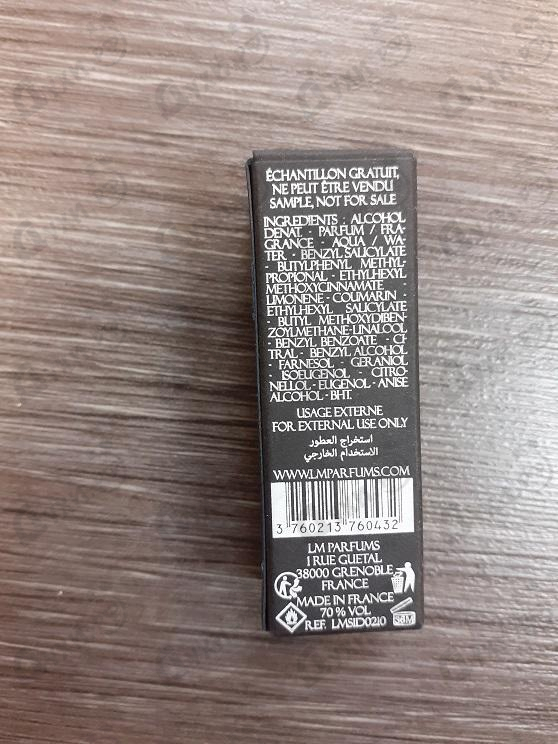 ÉCHANTILLON GRATUIT,
NE PEUT ÊTRE VENDU
SAMPLE, NOT FOR SALE
INGREDIENTS : ALCOHOL
DENAT. - PARFUM / FRA-
GRANCE - AQUA / WA-
TER - BENZYL SALICYLATE
- BUTYLPHENYL METHYL-
PROPIONAL - ETHYLHEXYL
METHOXYCINNAMATE -
LIMONENE - COUMARIN -
ETHYLHEXYL SALICYLATE
- BUTYL METHOXYDIBEN-
ZOYLMETHANE-LINALOOL
- BENZYL BENZOATE - CI-
TRAL - BENZYL ALCOHOL
- FARNESOL - GERANIOL
- ISOEUGENOL - CITRO-
NELLOL - EUGENOL - ANISE
ALCOHOL - BHT.
USAGE EXTERNE
FOR EXTERNAL USE ONLY
استخراج العطور
الاستخدام الخارجي
WWW.LMPARFUMS.COM
3 760213 760432
LM PARFUMS
1 RUE GUETAL
38000 GRENOBLE
FRANCE
MADE IN FRANCE
70 % VOL
REF. LMSID0210
36M